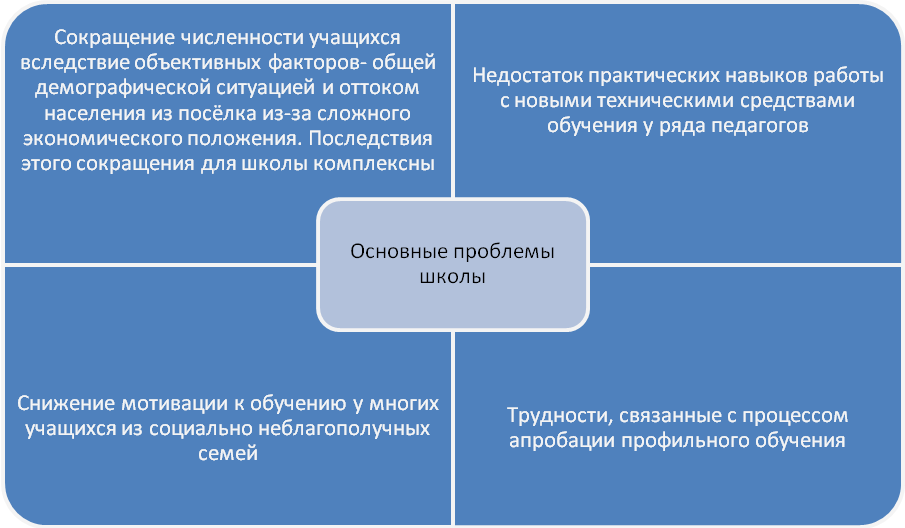 Сокращение численности учащихся
вследствие объективных факторов- общей
демографической ситуацией и оттоком
населения из посёлка из-за сложного
экономического положения. Последствия
этого сокращения для школы комплексны
Недостаток практических навыков работы
с новыми техническими средствами
обучения у ряда педагогов
Основные проблемы
школы
Снижение мотивации к обучению у многих
учащихся из социально неблагополучных
семей
Трудности, связанные с процессом
апробации профильного обучения